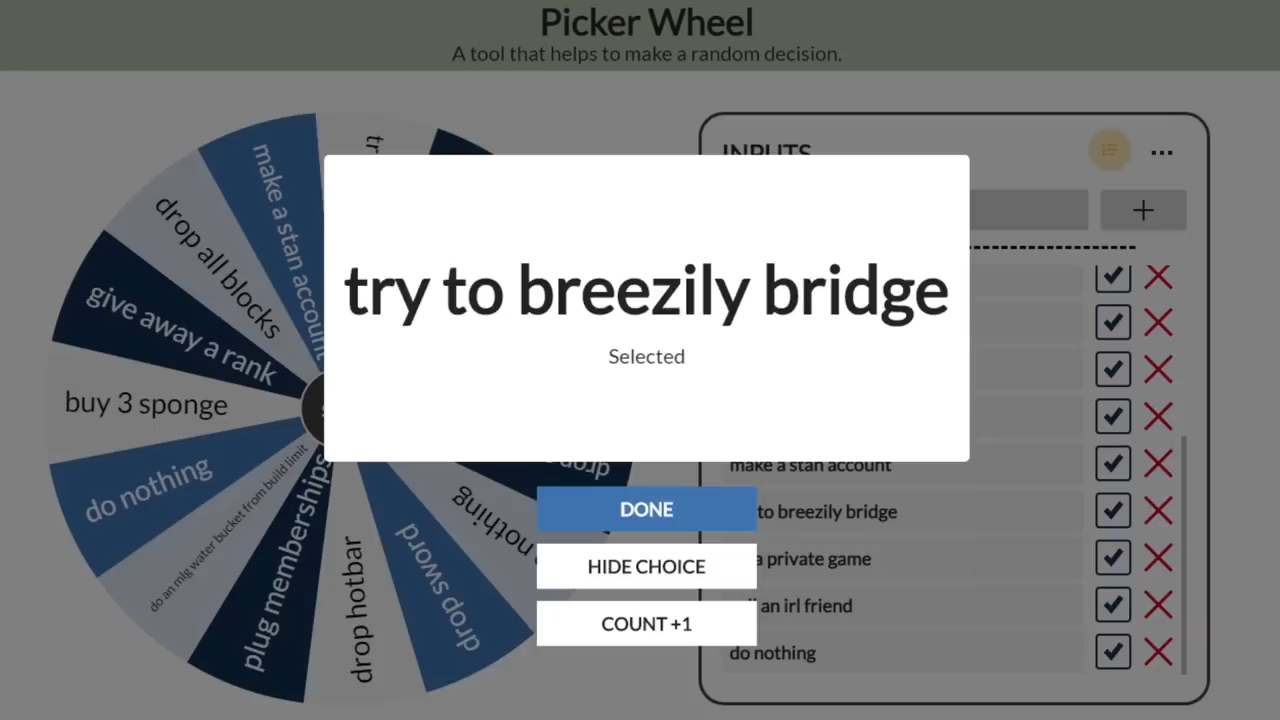 Picker Wheel
A tool that helps to make a random decision.
INPUTS
make a stan account
drop all blocks
give away a rank
buy 3 sponge
do nothing
do an mlg water bucket from build limit
plug memberships
drop hotbar
drop sword
nothing
drop
tr
try to breezily bridge
Selected
DONE
HIDE CHOICE
COUNT +1
make a stan account
to breezily bridge
a private game
an irl friend
do nothing